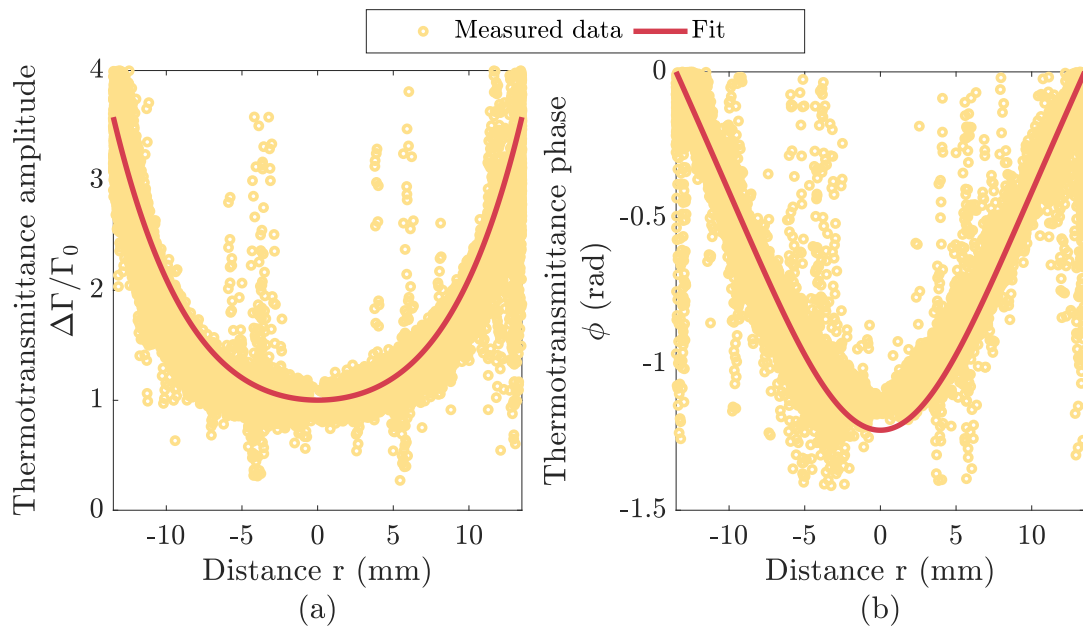 Measured data Fit
Thermotransmittance amplitude
ΔΓ/Γ0
4
3
2
1
0
-10 -5 0 5 10
Distance r (mm)
(a)
Thermotransmittance phase
ϕ (rad)
0
-0.5
-1
-1.5
-10 -5 0 5 10
Distance r (mm)
(b)